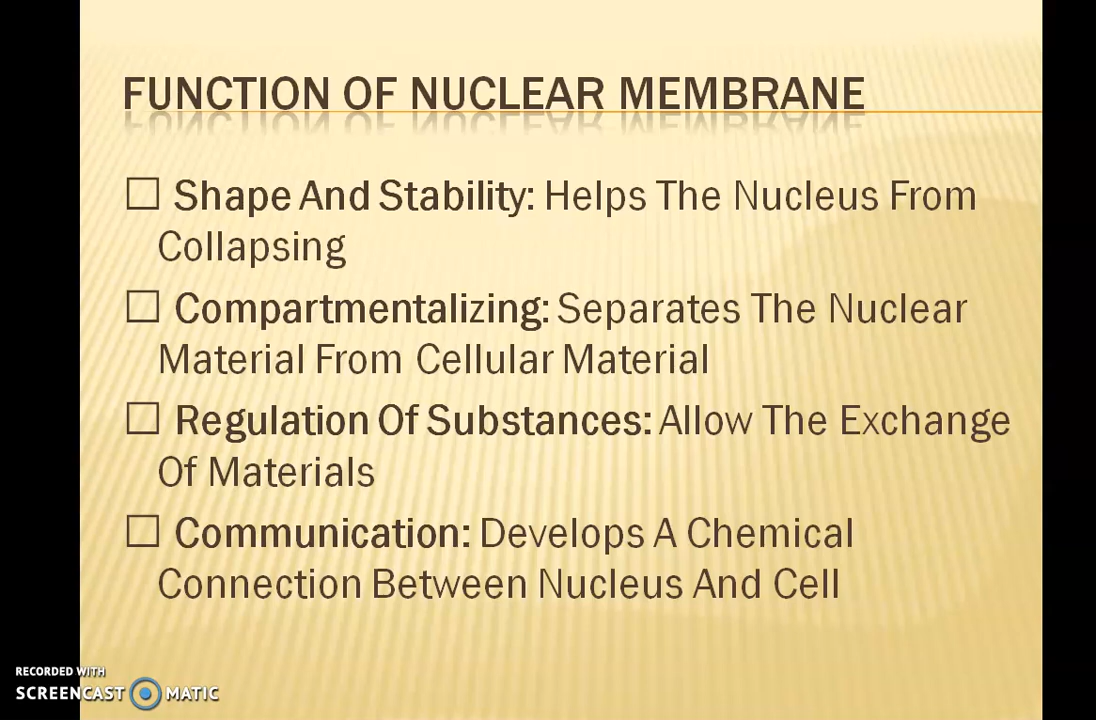 FUNCTION OF NUCLEAR MEMBRANE
☐ Shape And Stability: Helps The Nucleus From
Collapsing
☐ Compartmentalizing: Separates The Nuclear
Material From Cellular Material
☐ Regulation Of Substances: Allow The Exchange
Of Materials
☐ Communication: Develops A Chemical
Connection Between Nucleus And Cell
RECORDED WITH
SCREENCAST MATIC